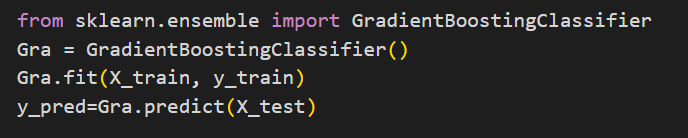 from sklearn.ensemble import GradientBoostingClassifier
Gra = GradientBoostingClassifier()
Gra.fit(X_train, y_train)
y_pred=Gra.predict(X_test)